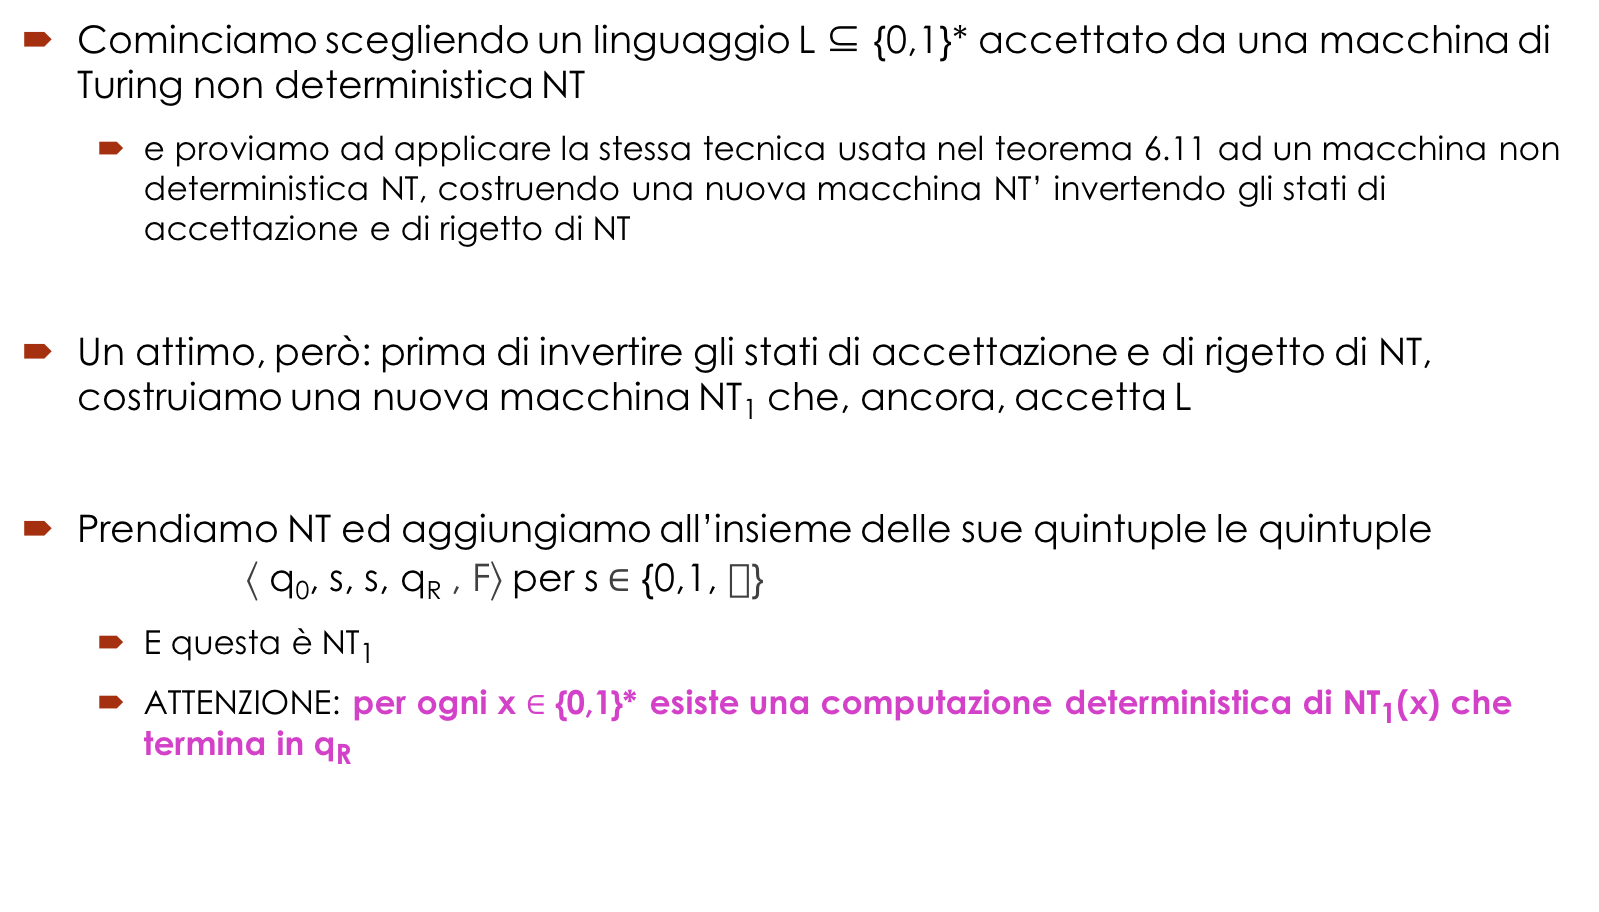 Cominciamo scegliendo un linguaggio L ⊆ {0,1}* accettato da una macchina di
Turing non deterministica NT
e proviamo ad applicare la stessa tecnica usata nel teorema 6.11 ad un macchina non
deterministica NT, costruendo una nuova macchina NT’ invertendo gli stati di
accettazione e di rigetto di NT
Un attimo, però: prima di invertire gli stati di accettazione e di rigetto di NT,
costruiamo una nuova macchina NT₁ che, ancora, accetta L
Prendiamo NT ed aggiungiamo all’insieme delle sue quintuple le quintuple
〈 q₀, s, s, qR , F〉 per s ∈ {0,1, ▯}
E questa è NT₁
ATTENZIONE: per ogni x ∈ {0,1}* esiste una computazione deterministica di NT₁(x) che
termina in qR